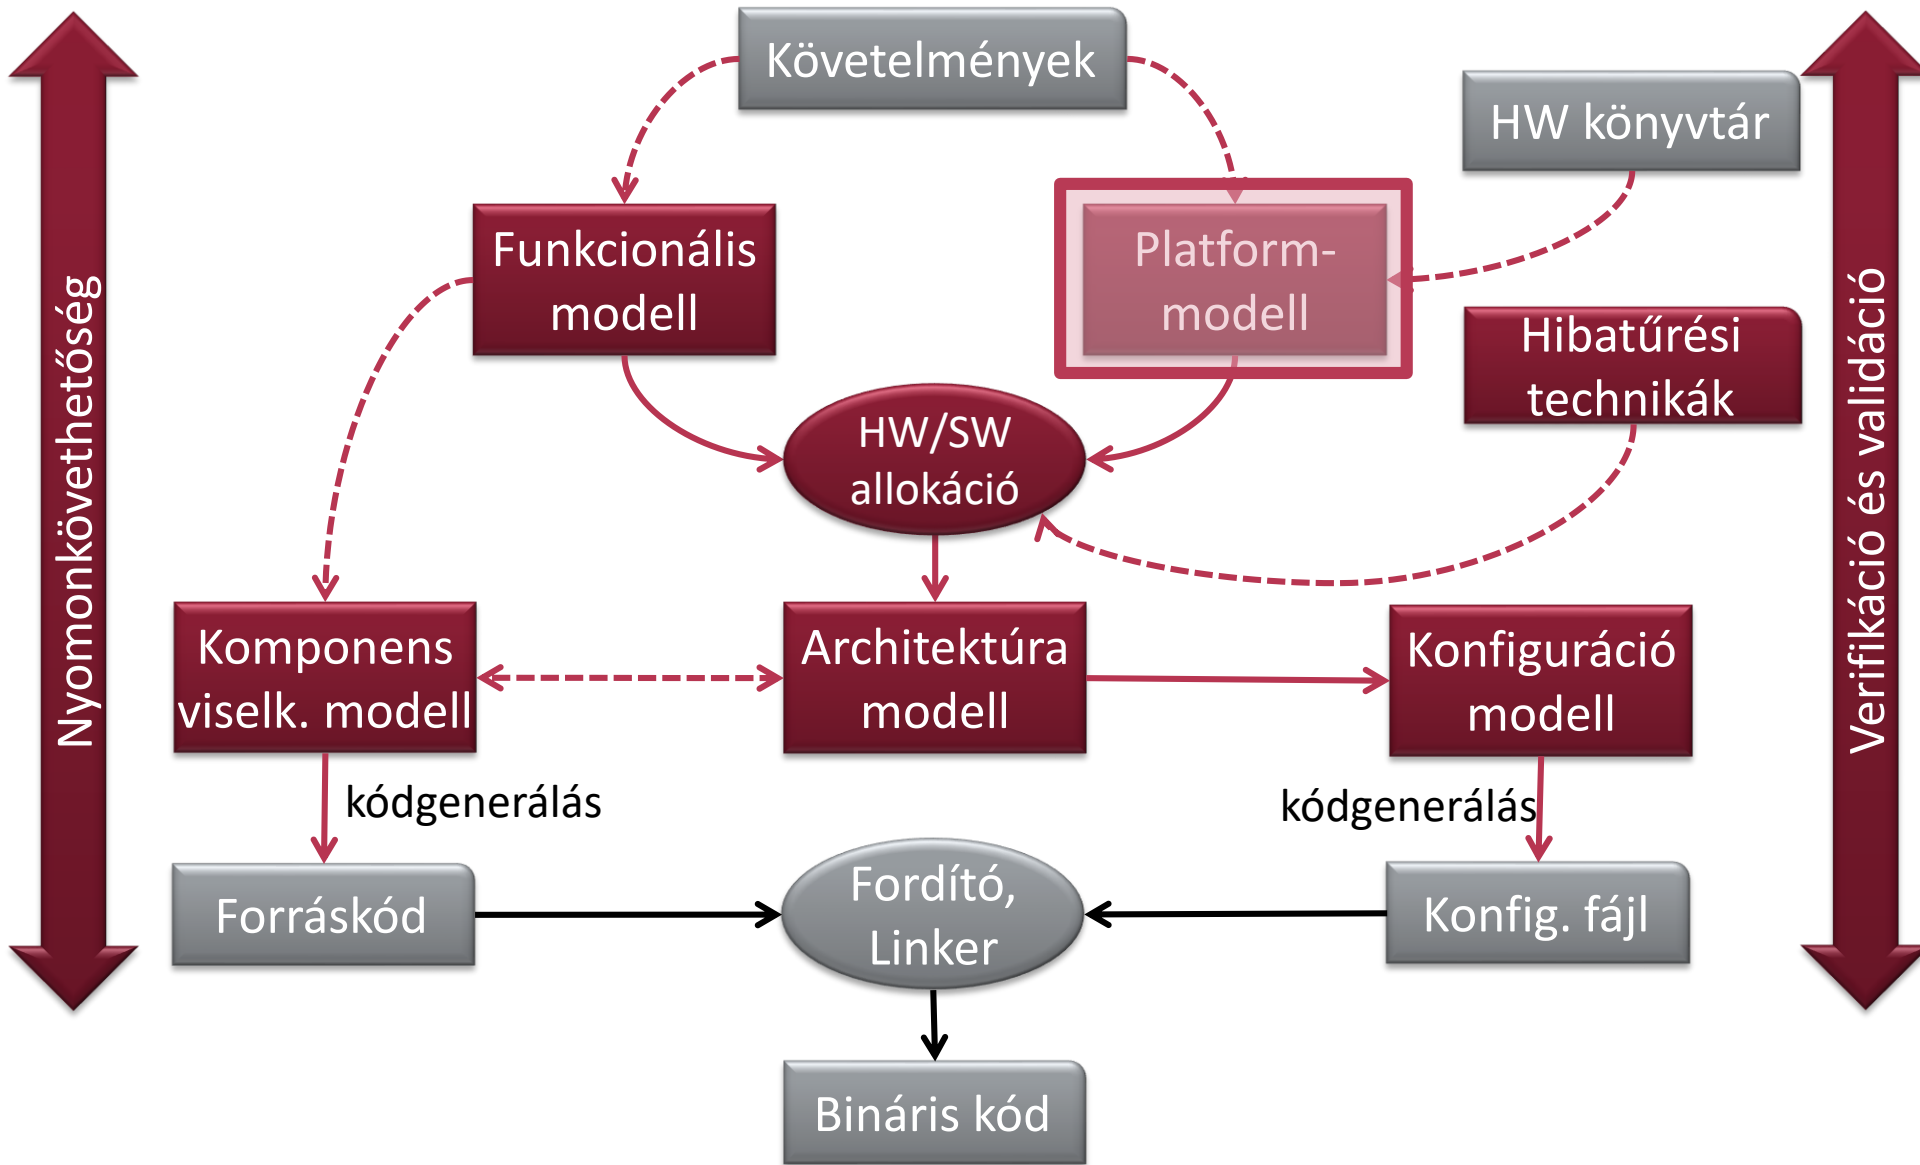 Követelmények
HW könyvtár
Funkcionális
modell
Platform-
modell
Hibatűrési
technikák
HW/SW
allokáció
Nyomonkövethetőség
Verifikáció és validáció
Komponens
viselk. modell
Architektúra
modell
Konfiguráció
modell
kódgenerálás
kódgenerálás
Forráskód
Fordító,
Linker
Konfig. fájl
Bináris kód